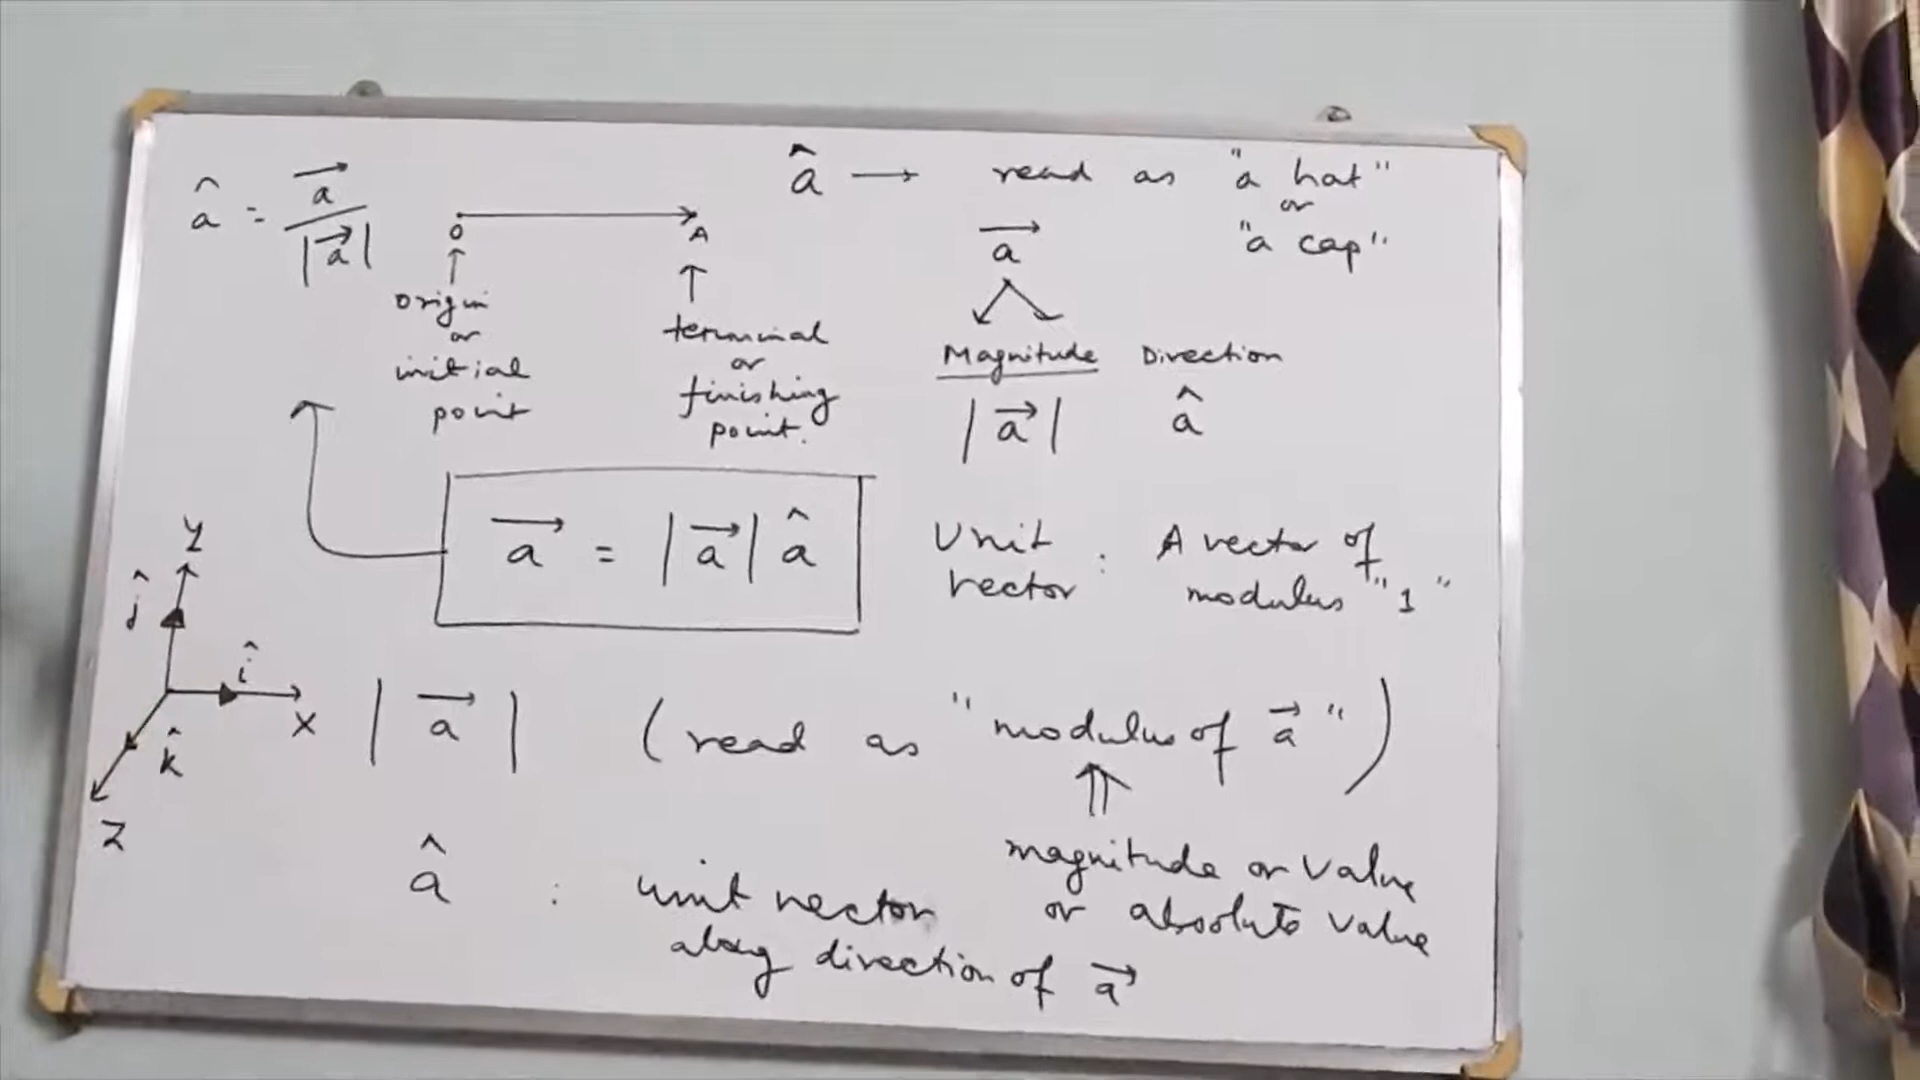 â = a⃗ / |a⃗|
O
A
origin
or
initial
point
terminal
or
finishing
point.
â → read as "a hat"
or
"a cap"
a⃗
Magnitude Direction
|a⃗| â
a⃗ = |a⃗| â
Unit vector : A vector of
modulus "1"
Y
ĵ
î
X
k̂
Z
|a⃗| (read as "modulus of a⃗")
magnitude or value
or absolute value
â : unit vector
along direction of a⃗